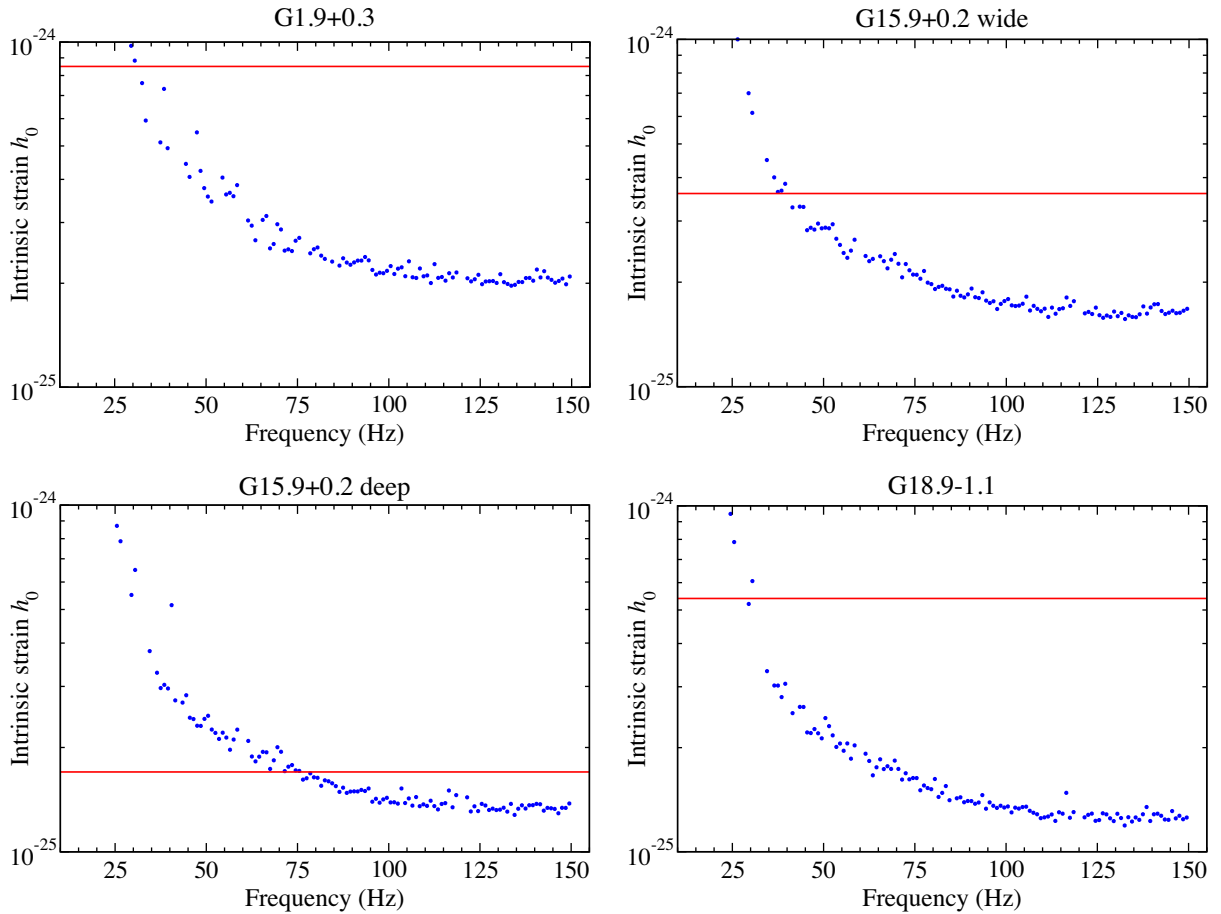 G1.9+0.3
10^-24
Intrinsic strain h_0
10^-25
25 50 75 100 125 150
Frequency (Hz)
G15.9+0.2 wide
10^-24
Intrinsic strain h_0
10^-25
25 50 75 100 125 150
Frequency (Hz)
G15.9+0.2 deep
10^-24
Intrinsic strain h_0
10^-25
25 50 75 100 125 150
Frequency (Hz)
G18.9-1.1
10^-24
Intrinsic strain h_0
10^-25
25 50 75 100 125 150
Frequency (Hz)